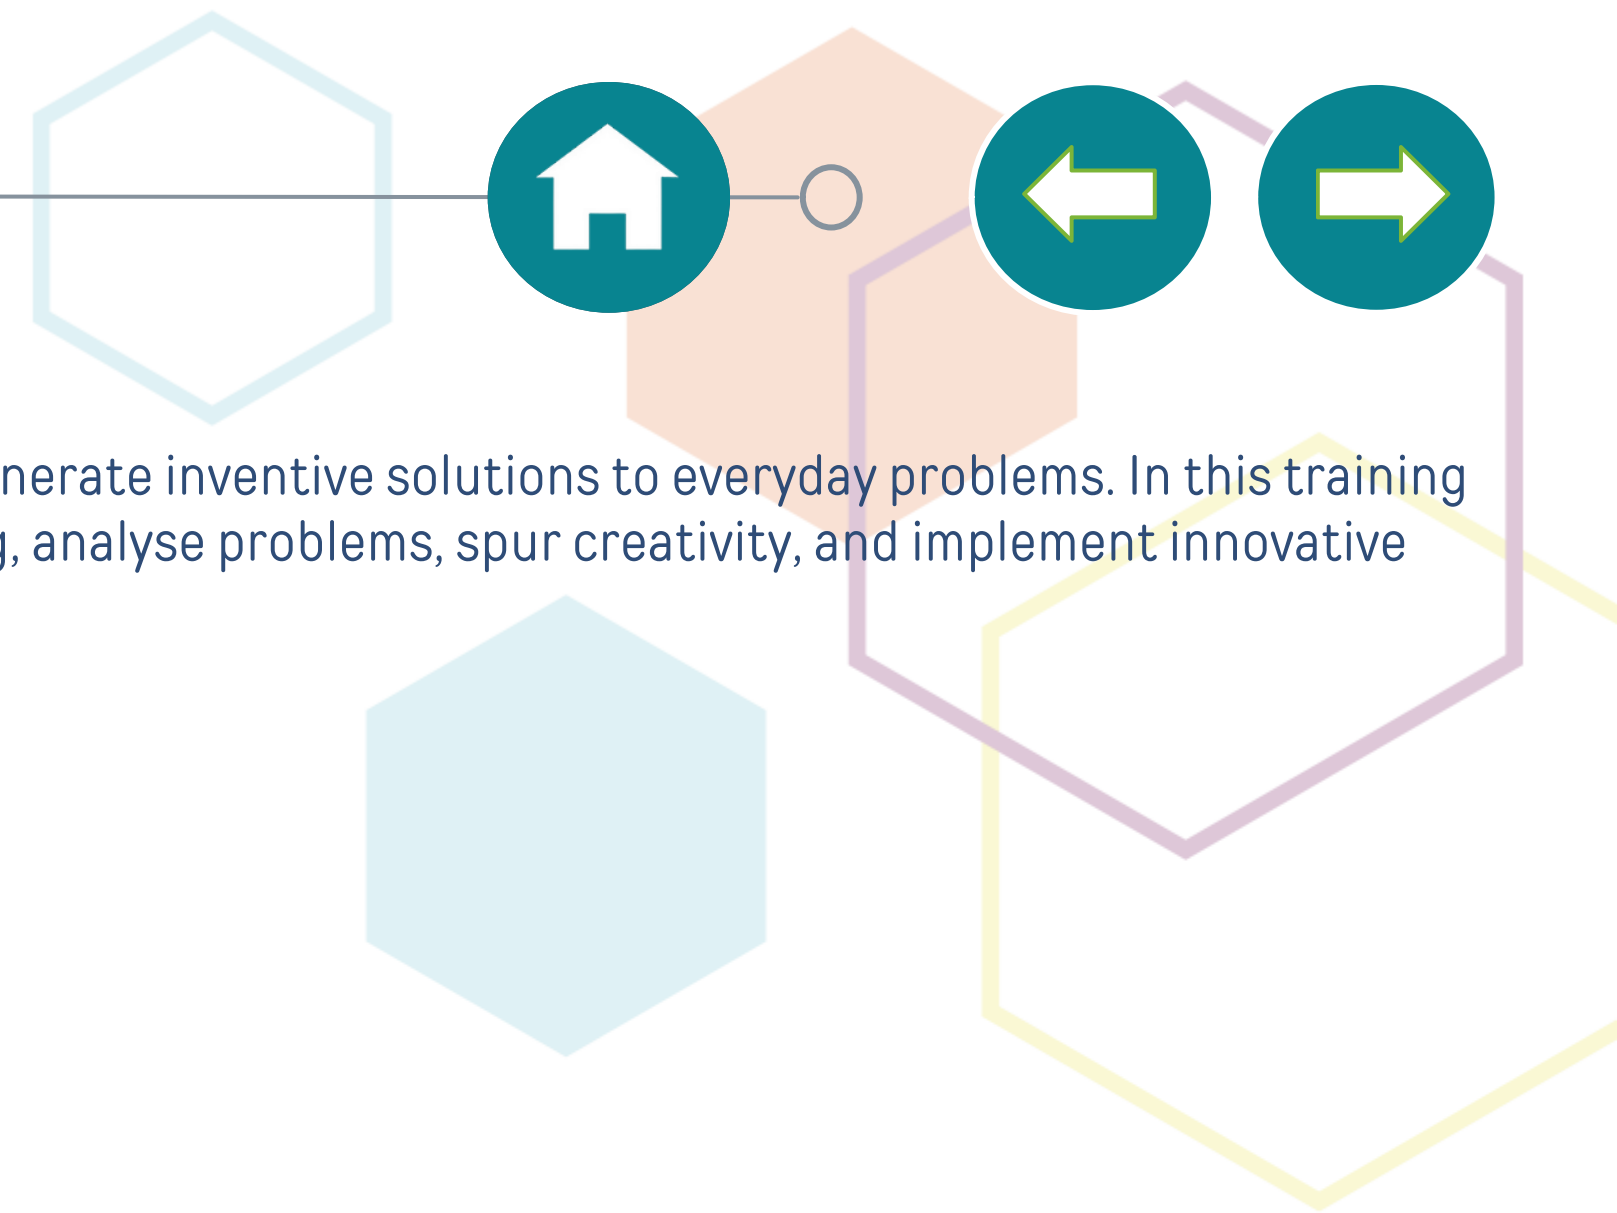 nerate inventive solutions to everyday problems. In this training
, analyse problems, spur creativity, and implement innovative